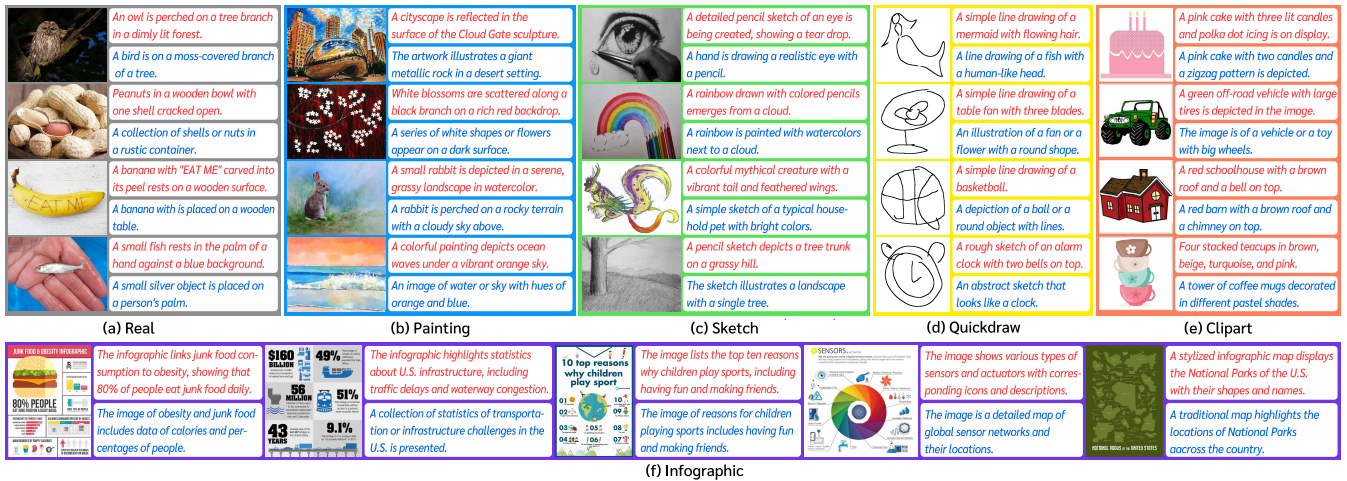 An owl is perched on a tree branch
in a dimly lit forest.
A bird is on a moss-covered branch
of a tree.
Peanuts in a wooden bowl with
one shell cracked open.
A collection of shells or nuts in
a rustic container.
EAT ME
A banana with "EAT ME" carved into
its peel rests on a wooden surface.
A banana with is placed on a wooden
table.
A small fish rests in the palm of a
hand against a blue background.
A small silver object is placed on
a person's palm.
(a) Real
A cityscape is reflected in the
surface of the Cloud Gate sculpture.
The artwork illustrates a giant
metallic rock in a desert setting.
White blossoms are scattered along a
black branch on a rich red backdrop.
A series of white shapes or flowers
appear on a dark surface.
A small rabbit is depicted in a serene,
grassy landscape in watercolor.
A rabbit is perched on a rocky terrain
with a cloudy sky above.
A colorful painting depicts ocean
waves under a vibrant orange sky.
An image of water or sky with hues of
orange and blue.
(b) Painting
A detailed pencil sketch of an eye is
being created, showing a tear drop.
A hand is drawing a realistic eye with
a pencil.
A rainbow drawn with colored pencils
emerges from a cloud.
A rainbow is painted with watercolors
next to a cloud.
A colorful mythical creature with a
vibrant tail and feathered wings.
A simple sketch of a typical house-
hold pet with bright colors.
A pencil sketch depicts a tree trunk
on a grassy hill.
The sketch illustrates a landscape
with a single tree.
(c) Sketch
A simple line drawing of a
mermaid with flowing hair.
A line drawing of a fish with
a human-like head.
A simple line drawing of a
table fan with three blades.
An illustration of a fan or a
flower with a round shape.
A simple line drawing of a
basketball.
A depiction of a ball or a
round object with lines.
A rough sketch of an alarm
clock with two bells on top.
An abstract sketch that
looks like a clock.
(d) Quickdraw
A pink cake with three lit candles
and polka dot icing is on display.
A pink cake with two candles and
a zigzag pattern is depicted.
A green off-road vehicle with large
tires is depicted in the image.
The image is of a vehicle or a toy
with big wheels.
A red schoolhouse with a brown
roof and a bell on top.
A red barn with a brown roof and
a chimney on top.
Four stacked teacups in brown,
beige, turquoise, and pink.
A tower of coffee mugs decorated
in different pastel shades.
(e) Clipart
JUNK FOOD & OBESITY INFOGRAPHIC
80% PEOPLE
The infographic links junk food con-
sumption to obesity, showing that
80% of people eat junk food daily.
The image of obesity and junk food
includes data of calories and per-
centages of people.
$160
BILLION
49%
56
MILLION
51%
43
YEARS
9.1%
The infographic highlights statistics
about U.S. infrastructure, including
traffic delays and waterway congestion.
A collection of statistics of transporta-
tion or infrastructure challenges in the
U.S. is presented.
10 top reasons
why children
play sport
01
02
03
04
05
06
07
08
09
10
The image lists the top ten reasons
why children play sports, including
having fun and making friends.
The image of reasons for children
playing sports includes having fun
and making friends.
SENSORS
The image shows various types of
sensors and actuators with corres-
ponding icons and descriptions.
The image is a detailed map of
global sensor networks and
their locations.
NATIONAL PARKS OF THE UNITED STATES
A stylized infographic map displays
the National Parks of the U.S.
with their shapes and names.
A traditional map highlights the
locations of National Parks
aacross the country.
(f) Infographic